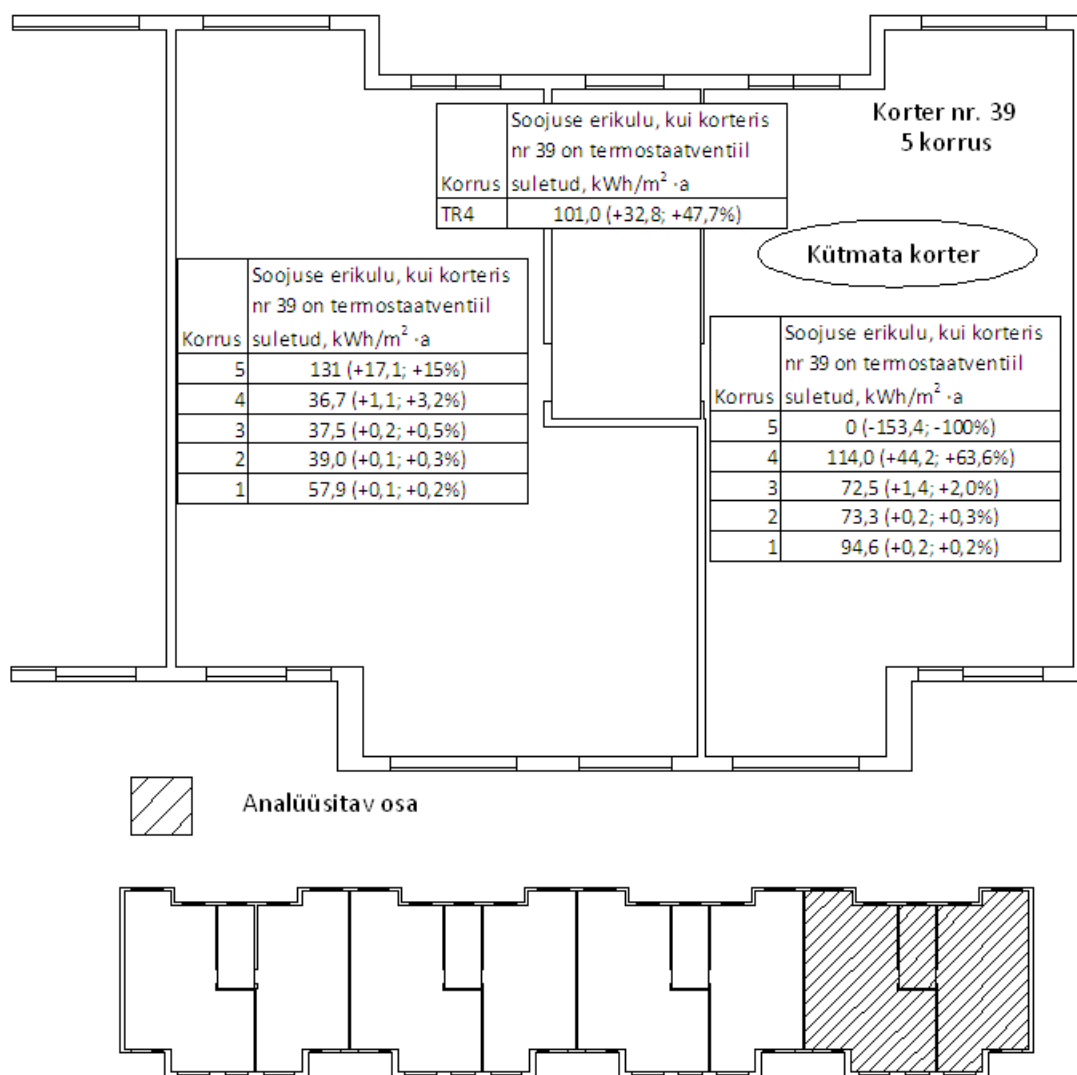 Korter nr. 39
5 korrus
Soojuse erikulu, kui korteris
nr 39 on termostaatventiil
Korrus suletud, kWh/m² ·a
TR4 101,0 (+32,8; +47,7%)
Kütmata korter
Soojuse erikulu, kui korteris
nr 39 on termostaatventiil
Korrus suletud, kWh/m² ·a
5 131 (+17,1; +15%)
4 36,7 (+1,1; +3,2%)
3 37,5 (+0,2; +0,5%)
2 39,0 (+0,1; +0,3%)
1 57,9 (+0,1; +0,2%)
Soojuse erikulu, kui korteris
nr 39 on termostaatventiil
Korrus suletud, kWh/m² ·a
5 0 (-153,4; -100%)
4 114,0 (+44,2; +63,6%)
3 72,5 (+1,4; +2,0%)
2 73,3 (+0,2; +0,3%)
1 94,6 (+0,2; +0,2%)
Analüüsitav osa